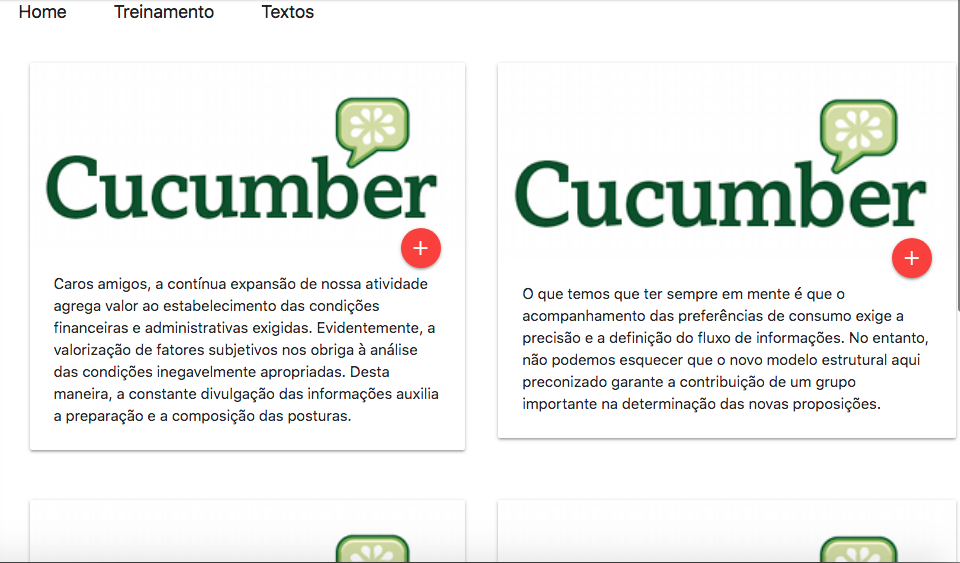 Home
Treinamento
Textos
Cucumber
+
Caros amigos, a contínua expansão de nossa atividade
agrega valor ao estabelecimento das condições
financeiras e administrativas exigidas. Evidentemente, a
valorização de fatores subjetivos nos obriga à análise
das condições inegavelmente apropriadas. Desta
maneira, a constante divulgação das informações auxilia
a preparação e a composição das posturas.
Cucumber
+
O que temos que ter sempre em mente é que o
acompanhamento das preferências de consumo exige a
precisão e a definição do fluxo de informações. No entanto,
não podemos esquecer que o novo modelo estrutural aqui
preconizado garante a contribuição de um grupo
importante na determinação das novas proposições.